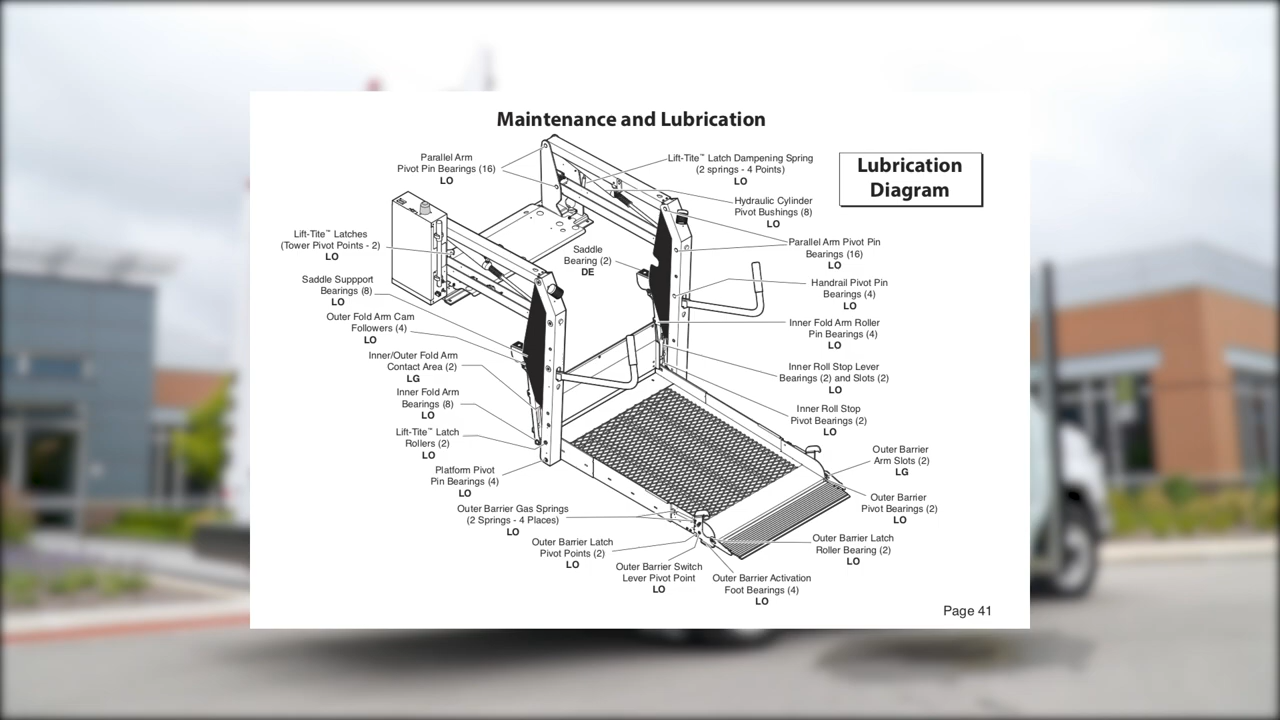 Maintenance and Lubrication
Lubrication
Diagram
Parallel Arm
Pivot Pin Bearings (16)
LO
Lift-Tite™ Latches
(Tower Pivot Points - 2)
LO
Saddle Suppport
Bearings (8)
LO
Outer Fold Arm Cam
Followers (4)
LO
Inner/Outer Fold Arm
Contact Area (2)
LG
Inner Fold Arm
Bearings (8)
LO
Lift-Tite™ Latch
Rollers (2)
LO
Platform Pivot
Pin Bearings (4)
LO
Outer Barrier Gas Springs
(2 Springs - 4 Places)
LO
Outer Barrier Latch
Pivot Points (2)
LO
Outer Barrier Switch
Lever Pivot Point
LO
Outer Barrier Activation
Foot Bearings (4)
LO
Saddle
Bearing (2)
DE
Lift-Tite™ Latch Dampening Spring
(2 springs - 4 Points)
LO
Hydraulic Cylinder
Pivot Bushings (8)
LO
Parallel Arm Pivot Pin
Bearings (16)
LO
Handrail Pivot Pin
Bearings (4)
LO
Inner Fold Arm Roller
Pin Bearings (4)
LO
Inner Roll Stop Lever
Bearings (2) and Slots (2)
LO
Inner Roll Stop
Pivot Bearings (2)
LO
Outer Barrier
Arm Slots (2)
LG
Outer Barrier
Pivot Bearings (2)
LO
Outer Barrier Latch
Roller Bearing (2)
LO
Page 41